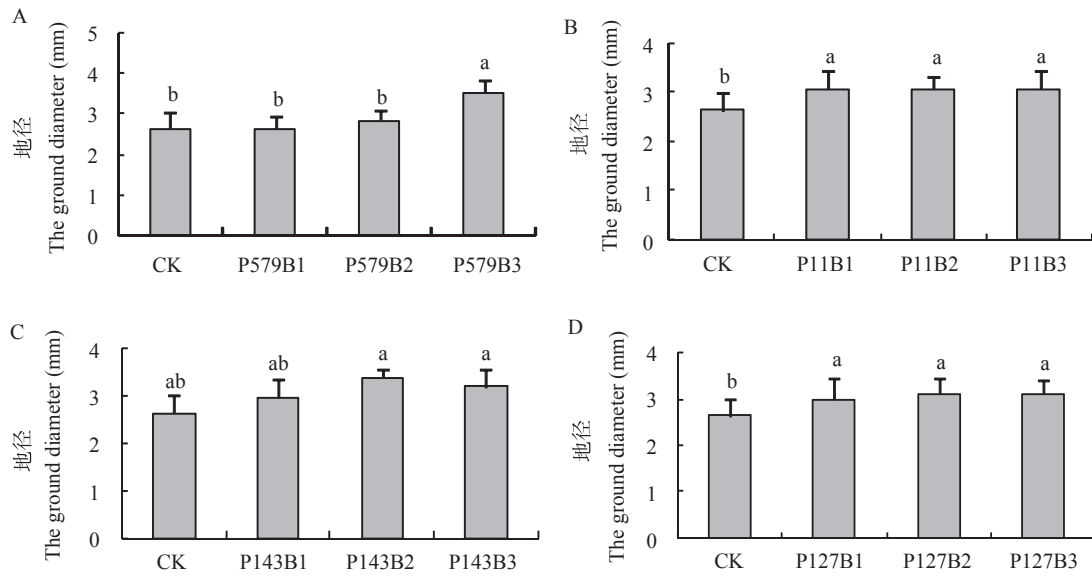 A
地径
The ground diameter (mm)
5
4
3
2
1
0
b
b
b
a
CK
P579B1
P579B2
P579B3
B
地径
The ground diameter (mm)
4
3
2
1
0
b
a
a
a
CK
P11B1
P11B2
P11B3
C
地径
The ground diameter (mm)
4
3
2
1
0
ab
ab
a
a
CK
P143B1
P143B2
P143B3
D
地径
The ground diameter (mm)
4
3
2
1
0
b
a
a
a
CK
P127B1
P127B2
P127B3